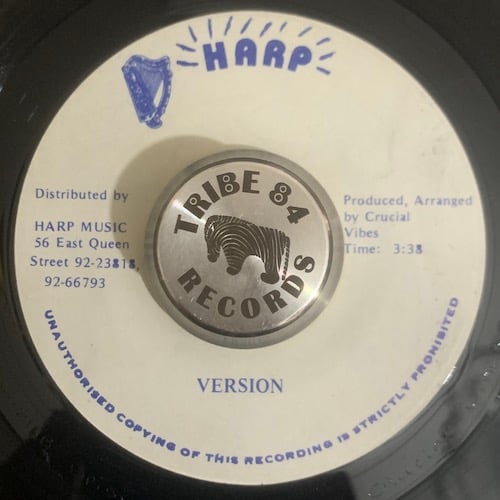 HARP
Distributed by
HARP MUSIC
56 East Queen
Street 92-23818,
92-66793
TRIBE 84
RECORDS
Produced, Arranged
by Crucial
Vibes
Time: 3:38
VERSION
UNAUTHORISED COPYING OF THIS RECORDING IS STRICTLY PROHIBITED